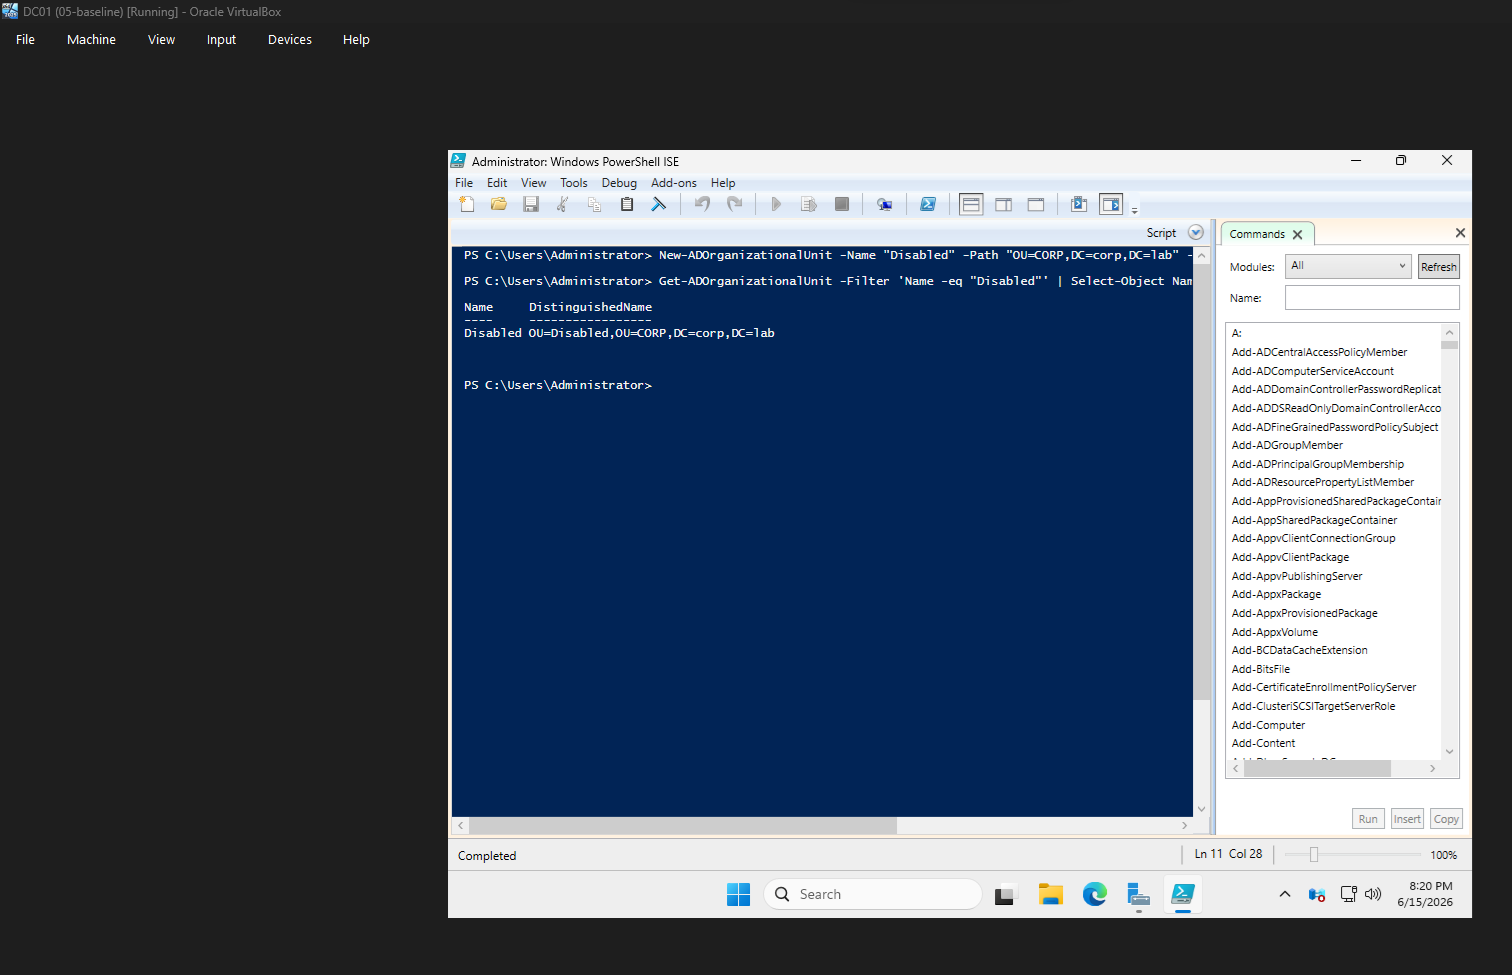 DC01 (05-baseline) [Running] - Oracle VirtualBox
File Machine View Input Devices Help
Administrator: Windows PowerShell ISE
File Edit View Tools Debug Add-ons Help
Script
PS C:\Users\Administrator> New-ADOrganizationalUnit -Name "Disabled" -Path "OU=CORP,DC=corp,DC=lab" -
PS C:\Users\Administrator> Get-ADOrganizationalUnit -Filter 'Name -eq "Disabled"' | Select-Object Nam
Name DistinguishedName
---- -----------------
Disabled OU=Disabled,OU=CORP,DC=corp,DC=lab
PS C:\Users\Administrator>
Commands
Modules: All Refresh
Name:
A:
Add-ADCentralAccessPolicyMember
Add-ADComputerServiceAccount
Add-ADDomainControllerPasswordReplicat
Add-ADDSReadOnlyDomainControllerAcco
Add-ADFineGrainedPasswordPolicySubject
Add-ADGroupMember
Add-ADPrincipalGroupMembership
Add-ADResourcePropertyListMember
Add-AppProvisionedSharedPackageContain
Add-AppSharedPackageContainer
Add-AppvClientConnectionGroup
Add-AppvClientPackage
Add-AppvPublishingServer
Add-AppxPackage
Add-AppxProvisionedPackage
Add-AppxVolume
Add-BCDataCacheExtension
Add-BitsFile
Add-CertificateEnrollmentPolicyServer
Add-ClusteriSCSITargetServerRole
Add-Computer
Add-Content
Run Insert Copy
Completed
Ln 11 Col 28
100%
Search
8:20 PM
6/15/2026